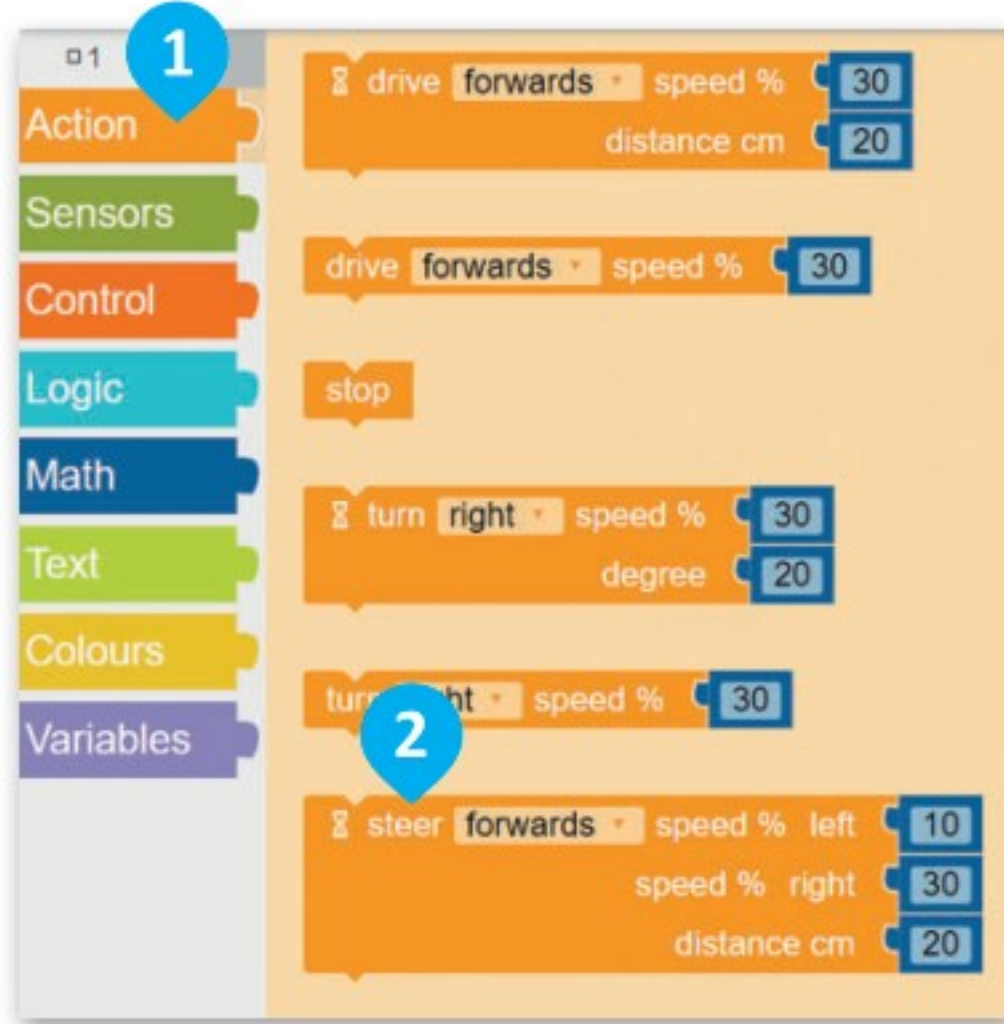 1
1
Action
Sensors
Control
Logic
Math
Text
Colours
Variables
drive forwards speed % 30
distance cm 20
drive forwards speed % 30
stop
turn right speed % 30
degree 20
speed % 30
2
steer forwards speed % left 10
speed % right 30
distance cm 20